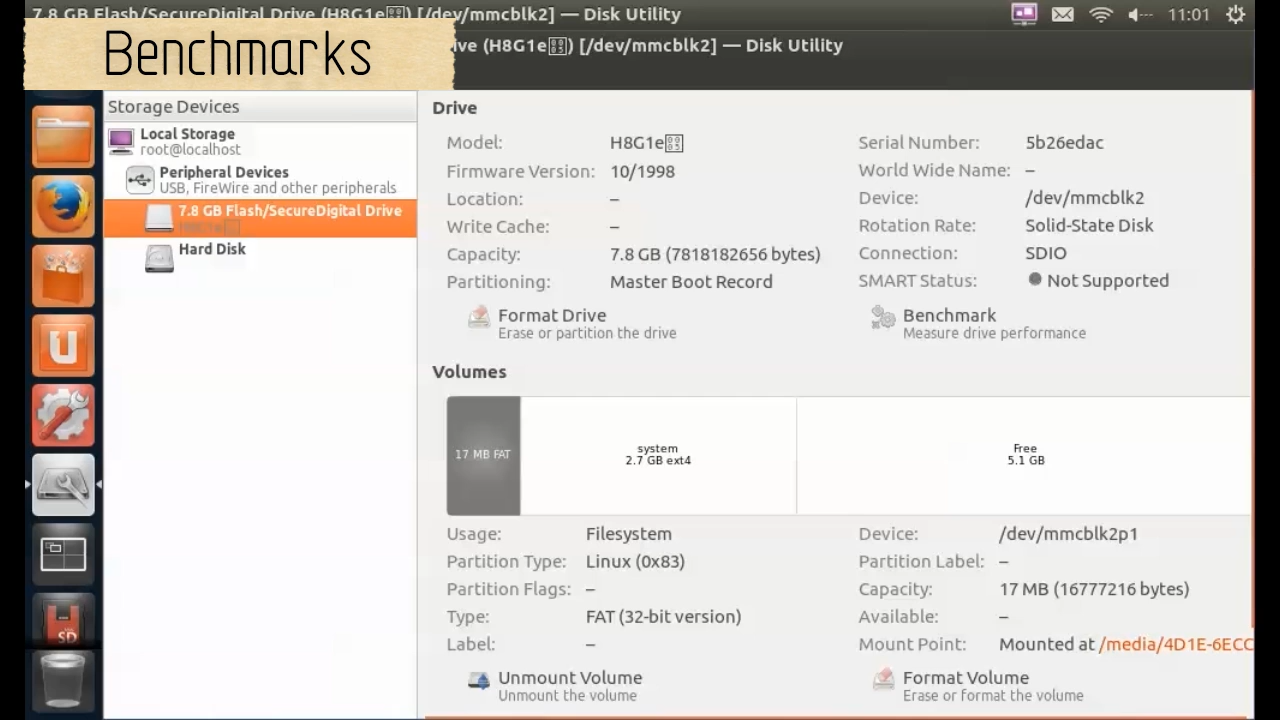 7.8 GB Flash/SecureDigital Drive (H8G1e) [/dev/mmcblk2] — Disk Utility
11:01
Benchmarks
ive (H8G1e) [/dev/mmcblk2] — Disk Utility
Storage Devices
Local Storage
root@localhost
Peripheral Devices
USB, FireWire and other peripherals
7.8 GB Flash/SecureDigital Drive
H8G1e
Hard Disk
Drive
Model: H8G1e
Serial Number: 5b26edac
Firmware Version: 10/1998
World Wide Name: –
Location: –
Device: /dev/mmcblk2
Write Cache: –
Rotation Rate: Solid-State Disk
Capacity: 7.8 GB (7818182656 bytes)
Connection: SDIO
Partitioning: Master Boot Record
SMART Status: Not Supported
Format Drive
Erase or partition the drive
Benchmark
Measure drive performance
Volumes
17 MB FAT
system
2.7 GB ext4
Free
5.1 GB
Usage: Filesystem
Device: /dev/mmcblk2p1
Partition Type: Linux (0x83)
Partition Label: –
Partition Flags: –
Capacity: 17 MB (16777216 bytes)
Type: FAT (32-bit version)
Available: –
Label: –
Mount Point: Mounted at /media/4D1E-6ECC
Unmount Volume
Unmount the volume
Format Volume
Erase or format the volume
U
SD